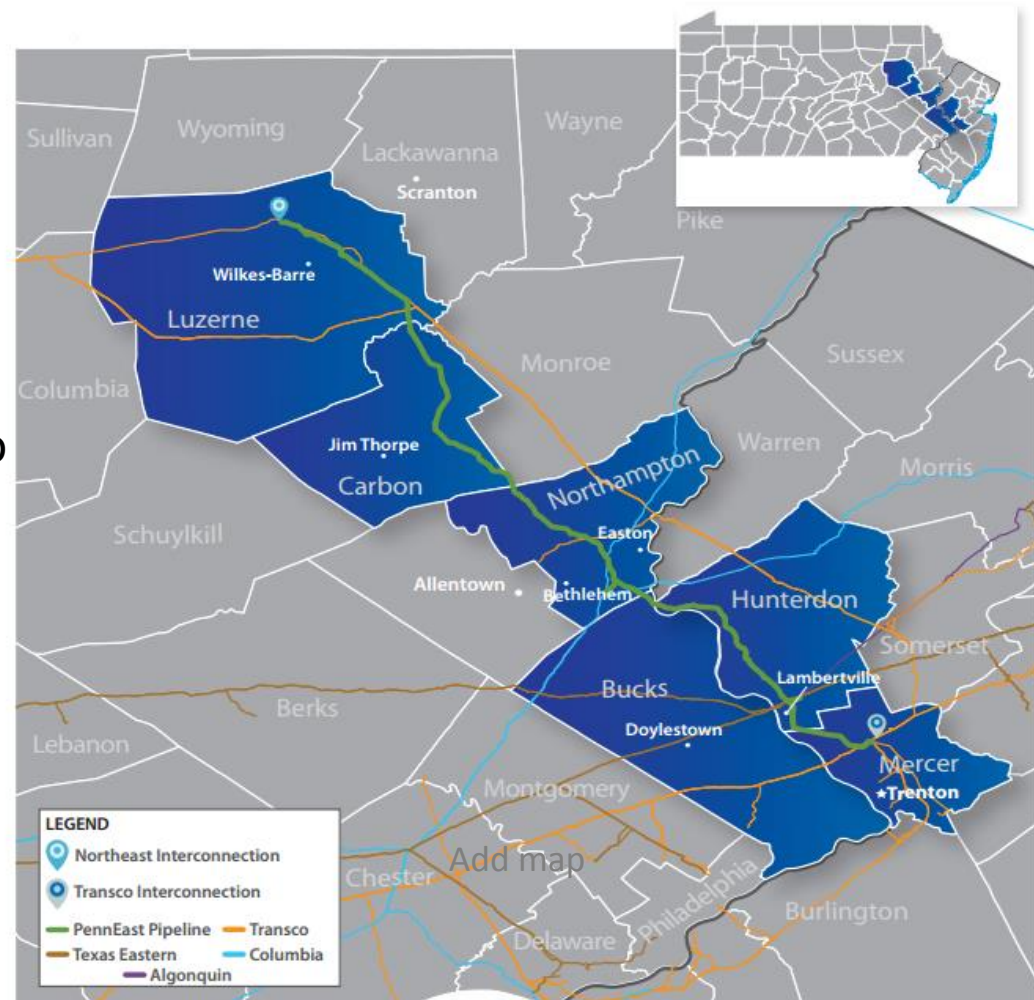 Sullivan
Wyoming
Wayne
Lackawanna
Scranton
Pike
Wilkes-Barre
Luzerne
Columbia
Monroe
Sussex
Jim Thorpe
Carbon
Northampton
Warren
Morris
Schuylkill
Easton
Allentown
Bethlehem
Hunterdon
Somerset
Lambertville
Bucks
Berks
Doylestown
Lebanon
Mercer
Trenton
Montgomery
Add map
Chester
Philadelphia
Burlington
Delaware
LEGEND
Northeast Interconnection
Transco Interconnection
PennEast Pipeline Transco
Texas Eastern Columbia
Algonquin